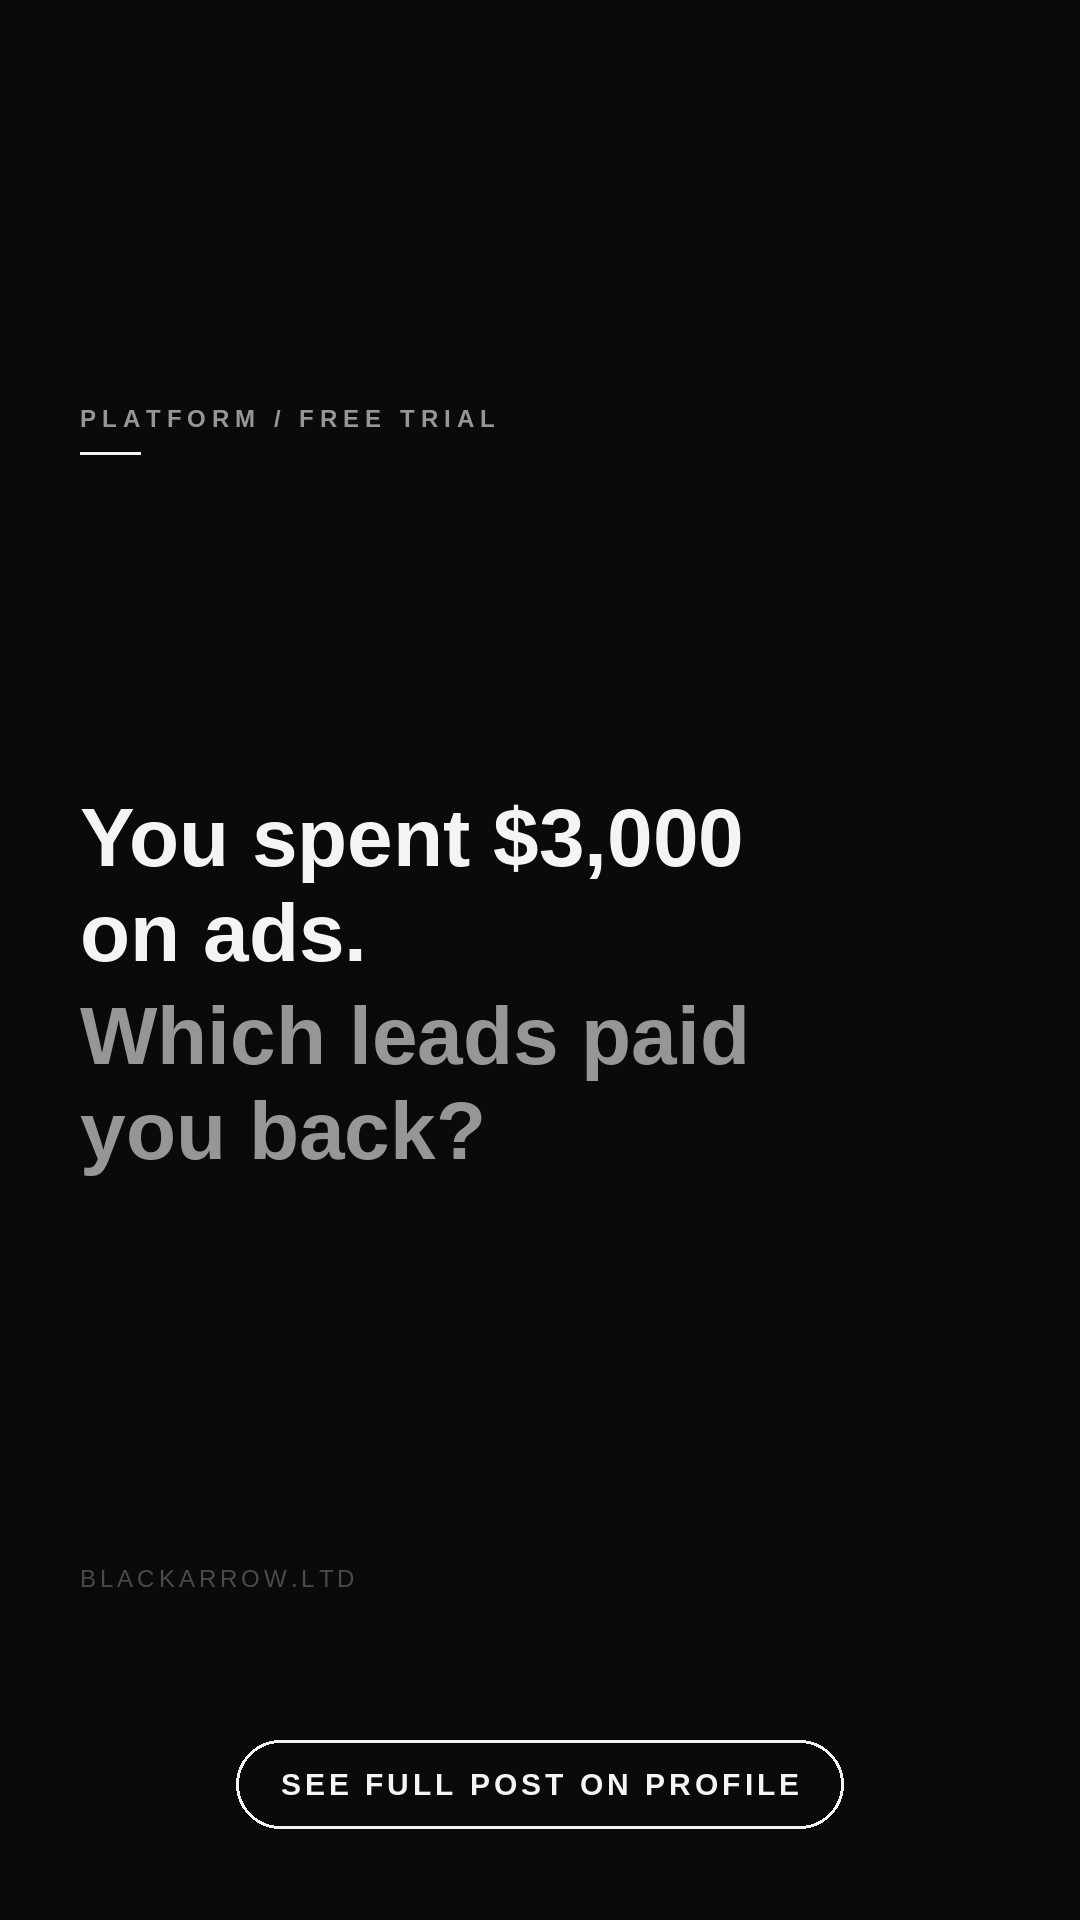 PLATFORM / FREE TRIAL
You spent $3,000
on ads.
Which leads paid
you back?
BLACKARROW.LTD
SEE FULL POST ON PROFILE